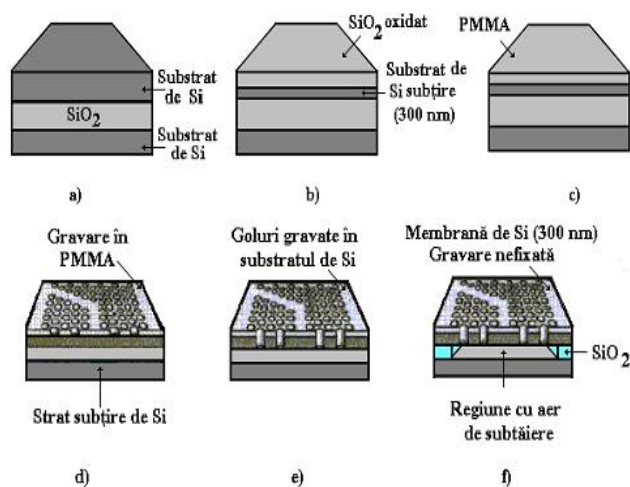 Substrat
de Si
SiO2
Substrat
de Si
a)
SiO2 oxidat
Substrat de
Si subțire
(300 nm)
b)
PMMA
c)
Gravare în
PMMA
Strat subțire de Si
d)
Goluri gravate în
substratul de Si
e)
Membrană de Si (300 nm)
Gravare nefixată
SiO2
Regiune cu aer
de subtăiere
f)